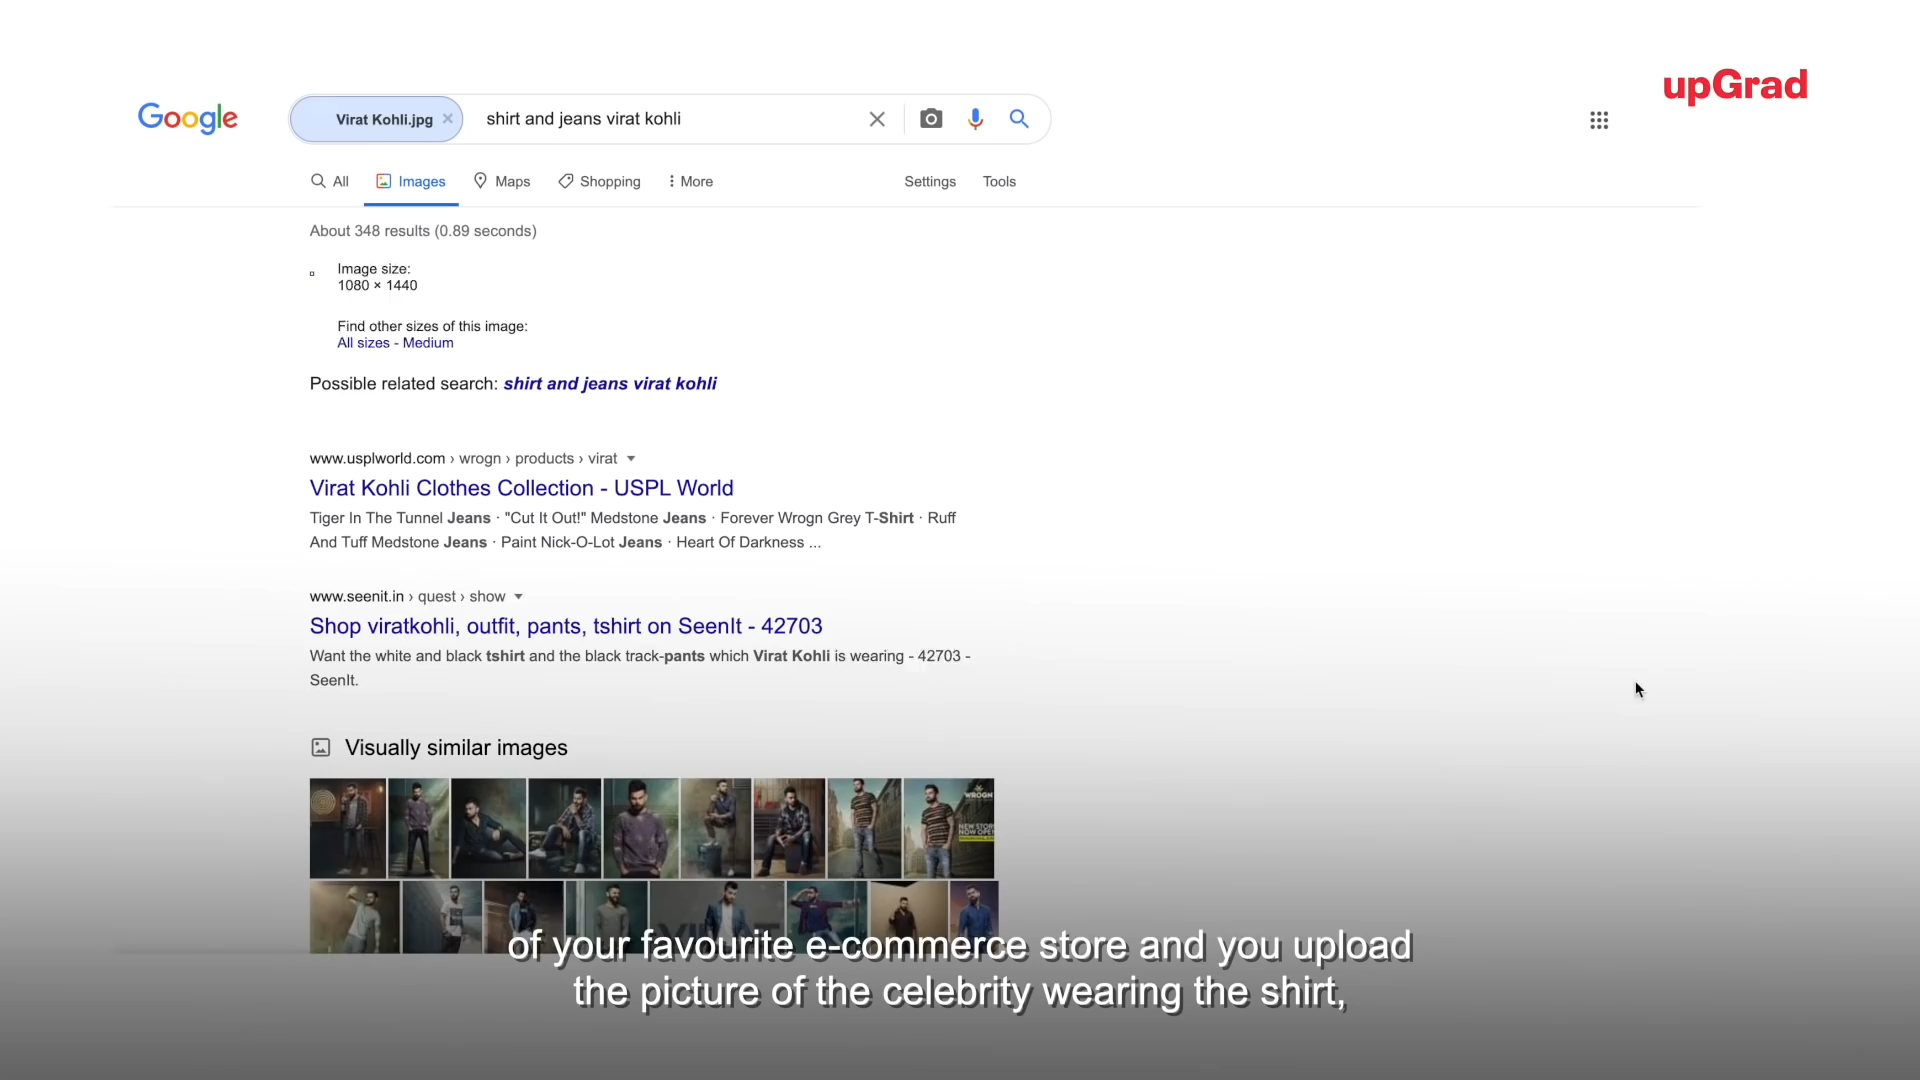 upGrad
Google
Virat Kohli.jpg × shirt and jeans virat kohli
All Images Maps Shopping More Settings Tools
About 348 results (0.89 seconds)
Image size:
1080 × 1440
Find other sizes of this image:
All sizes - Medium
Possible related search: shirt and jeans virat kohli
www.usplworld.com › wrogn › products › virat
Virat Kohli Clothes Collection - USPL World
Tiger In The Tunnel Jeans · "Cut It Out!" Medstone Jeans · Forever Wrogn Grey T-Shirt · Ruff
And Tuff Medstone Jeans · Paint Nick-O-Lot Jeans · Heart Of Darkness ...
www.seenit.in › quest › show
Shop viratkohli, outfit, pants, tshirt on SeenIt - 42703
Want the white and black tshirt and the black track-pants which Virat Kohli is wearing - 42703 -
SeenIt.
Visually similar images
WROGN
NEW STORE
NOW OPEN
of your favourite e-commerce store and you upload
the picture of the celebrity wearing the shirt,